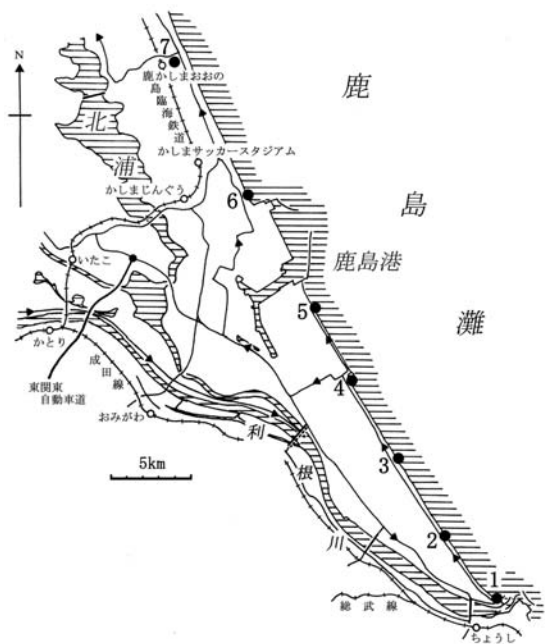 N
7
鹿かしまおおの
島臨海鉄道
北浦
かしまサッカースタジアム
かしまじんぐう
6
鹿島灘
鹿島港
いたこ
5
かとり
成田線
東関東
自動車道
4
おみがわ
利根川
5km
3
2
1
総武線
ちょうし